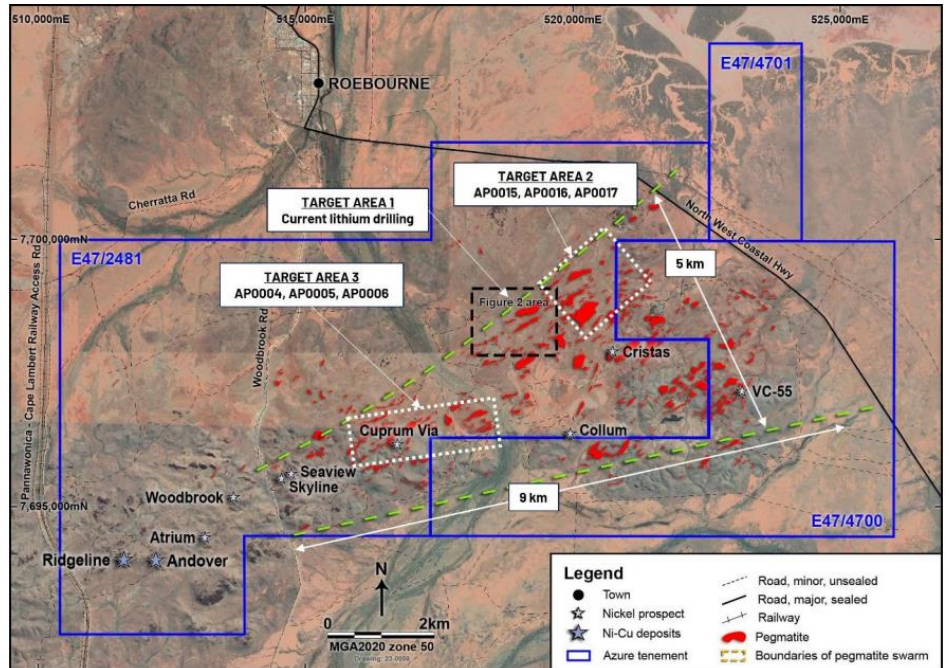 510,000mE
515,000mE
520,000mE
525,000mE
E47/4701
ROEBOURNE
TARGET AREA 2
AP0015, AP0016, AP0017
TARGET AREA 1
Current lithium drilling
Cherratta Rd
North West Coastal Hwy
7,700,000mN
E47/2481
TARGET AREA 3
AP0004, AP0005, AP0006
5 km
Figure 2 area
Pannawonica - Cape Lambert Railway Access Rd
Woodbrook Rd
Cristas
VC-55
Cuprum Via
Collum
Seaview
Skyline
Woodbrook
9 km
7,695,000mN
E47/4700
Atrium
Ridgeline
Andover
N
0
2km
MGA2020 zone 50
Drawing: 23-0056
Legend
Town
Nickel prospect
Ni-Cu deposits
Azure tenement
Road, minor, unsealed
Road, major, sealed
Railway
Pegmatite
Boundaries of pegmatite swarm